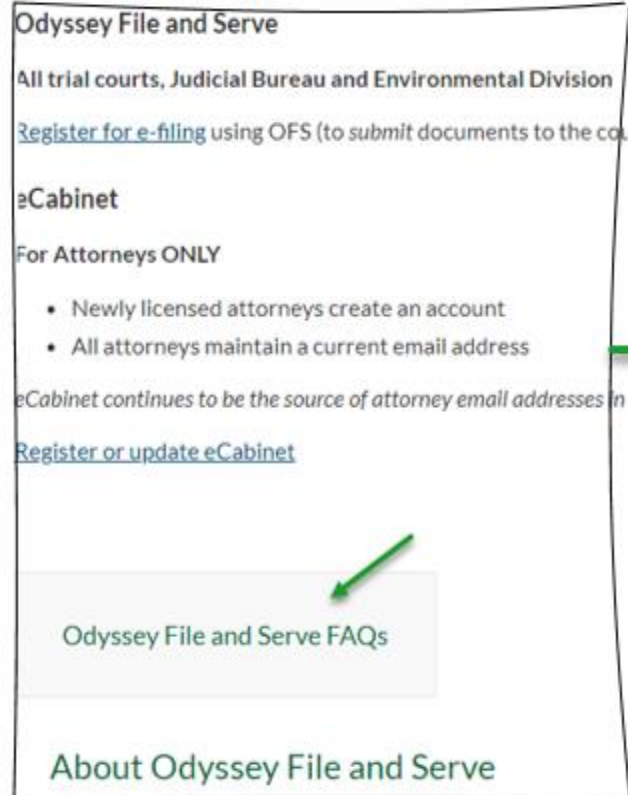 Odyssey File and Serve
All trial courts, Judicial Bureau and Environmental Division
Register for e-filing using OFS (to submit documents to the
eCabinet
For Attorneys ONLY
• Newly licensed attorneys create an account
• All attorneys maintain a current email address
eCabinet continues to be the source of attorney email addresses in
Register or update eCabinet
Odyssey File and Serve FAQs
About Odyssey File and Serve